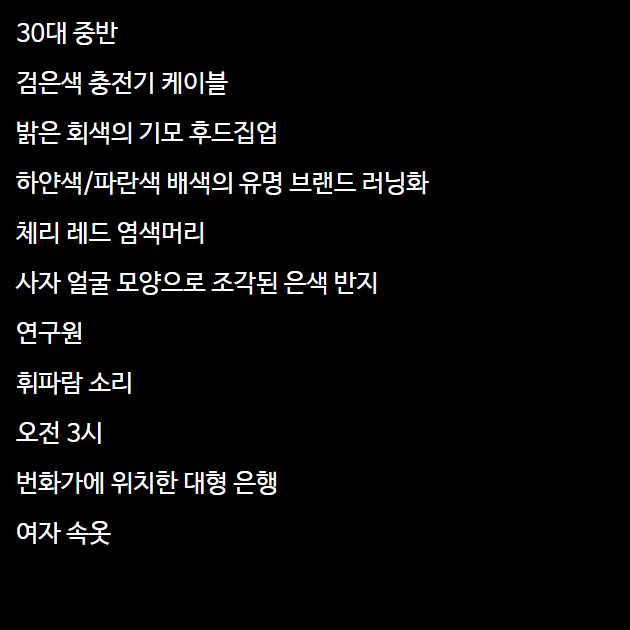 30대 중반
검은색 충전기 케이블
밝은 회색의 기모 후드집업
하얀색/파란색 배색의 유명 브랜드 러닝화
체리 레드 염색머리
사자 얼굴 모양으로 조각된 은색 반지
연구원
휘파람 소리
오전 3시
번화가에 위치한 대형 은행
여자 속옷